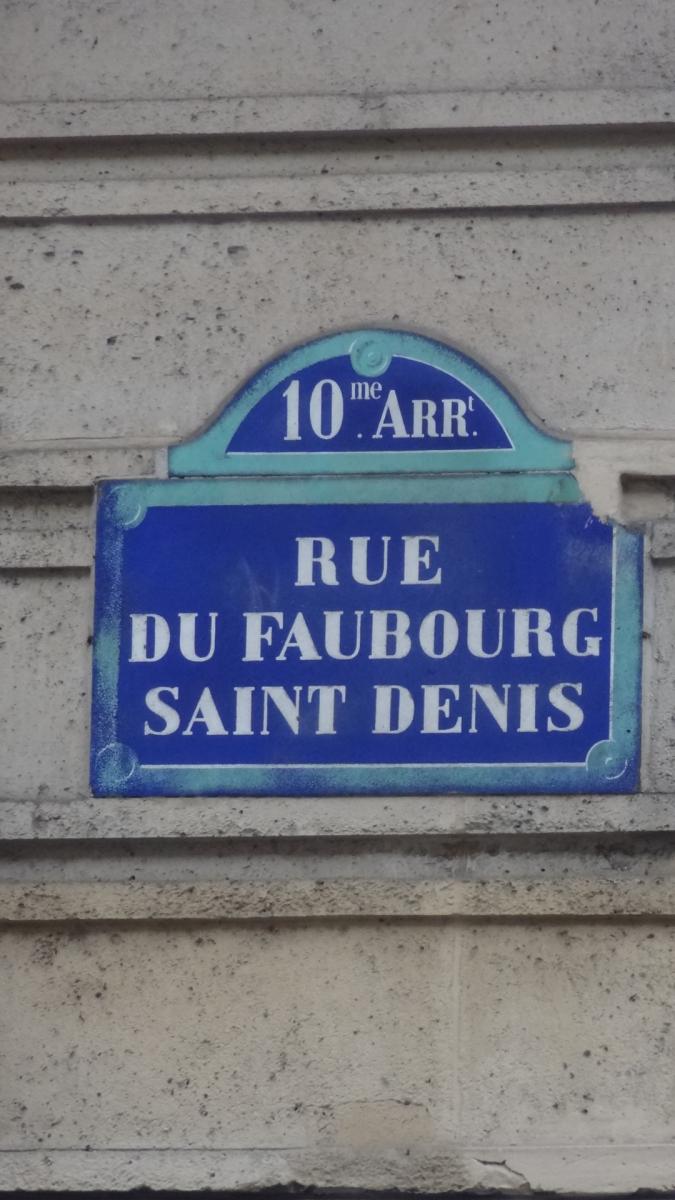 10me. ARRt.
RUE
DU FAUBOURG
SAINT DENIS